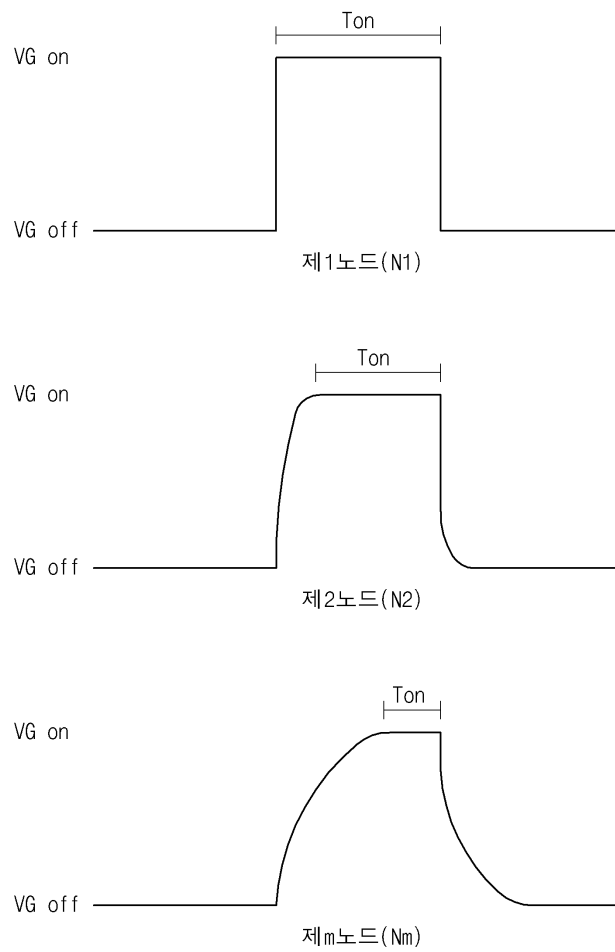 Ton
VG on
VG off
제1노드(N1)
Ton
VG on
VG off
제2노드(N2)
Ton
VG on
VG off
제m노드(Nm)